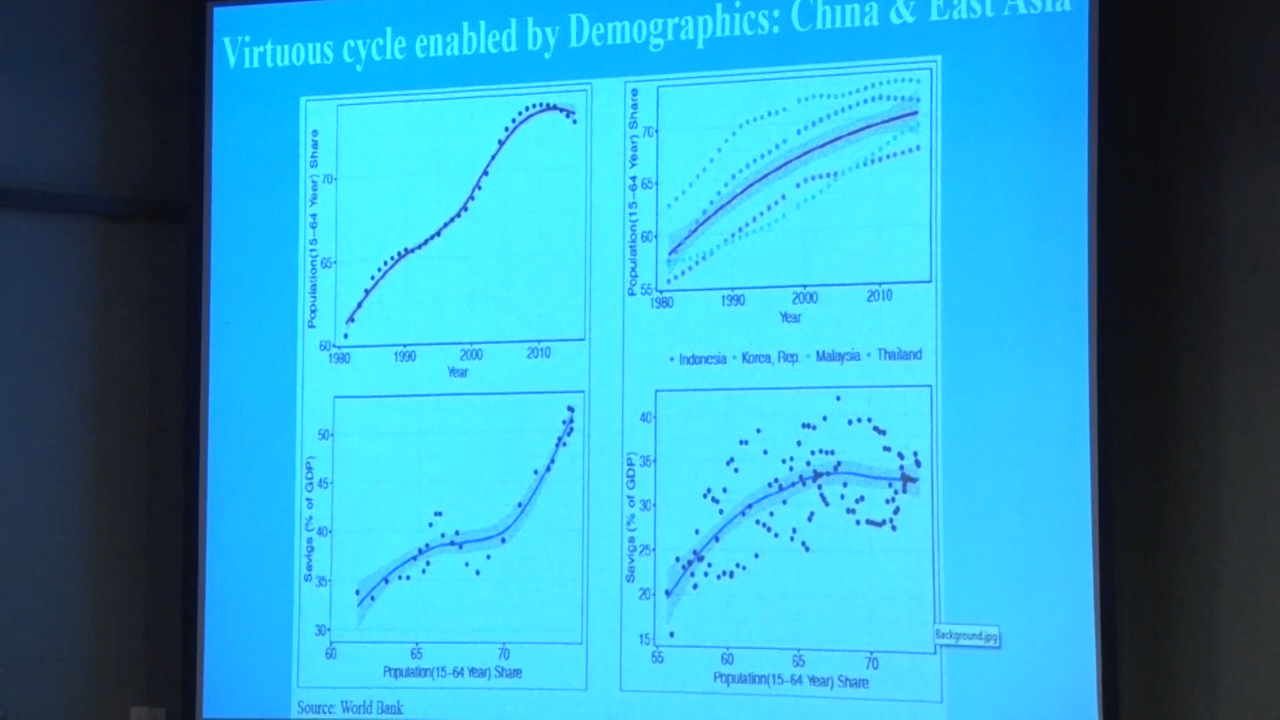 Virtuous cycle enabled by Demographics: China & East Asia
Population(15-64 Year) Share
70
65
60
1980
1990
2000
2010
Year
Population(15-64 Year) Share
70
65
60
55
1980
1990
2000
2010
Year
Indonesia
Korea, Rep.
Malaysia
Thailand
Savigs (% of GDP)
50
45
40
35
30
60
65
70
Population(15-64 Year) Share
Savigs (% of GDP)
40
35
30
25
20
15
55
60
65
70
Population(15-64 Year) Share
Background.jpg
Source: World Bank